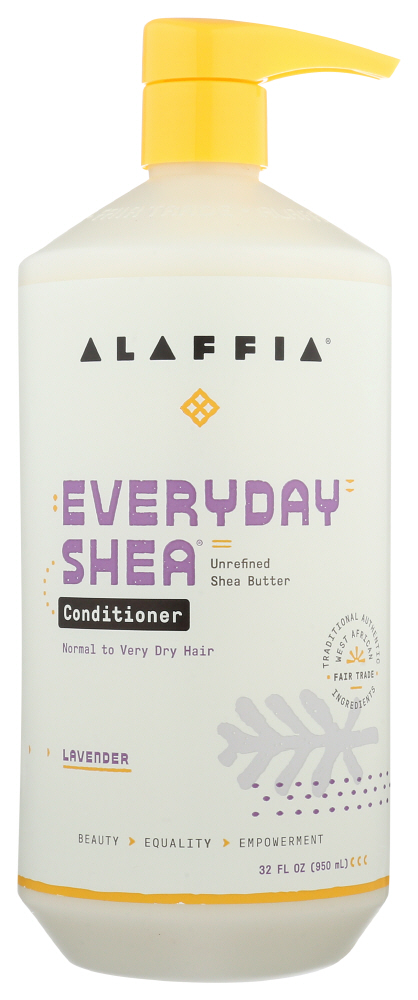 ALAFFIA®
EVERYDAY
SHEA®
Unrefined
Shea Butter
Conditioner
Normal to Very Dry Hair
TRADITIONAL AUTHENTIC
WEST AFRICAN
FAIR TRADE
INGREDIENTS
LAVENDER
BEAUTY > EQUALITY > EMPOWERMENT
32 FL OZ (950 mL)